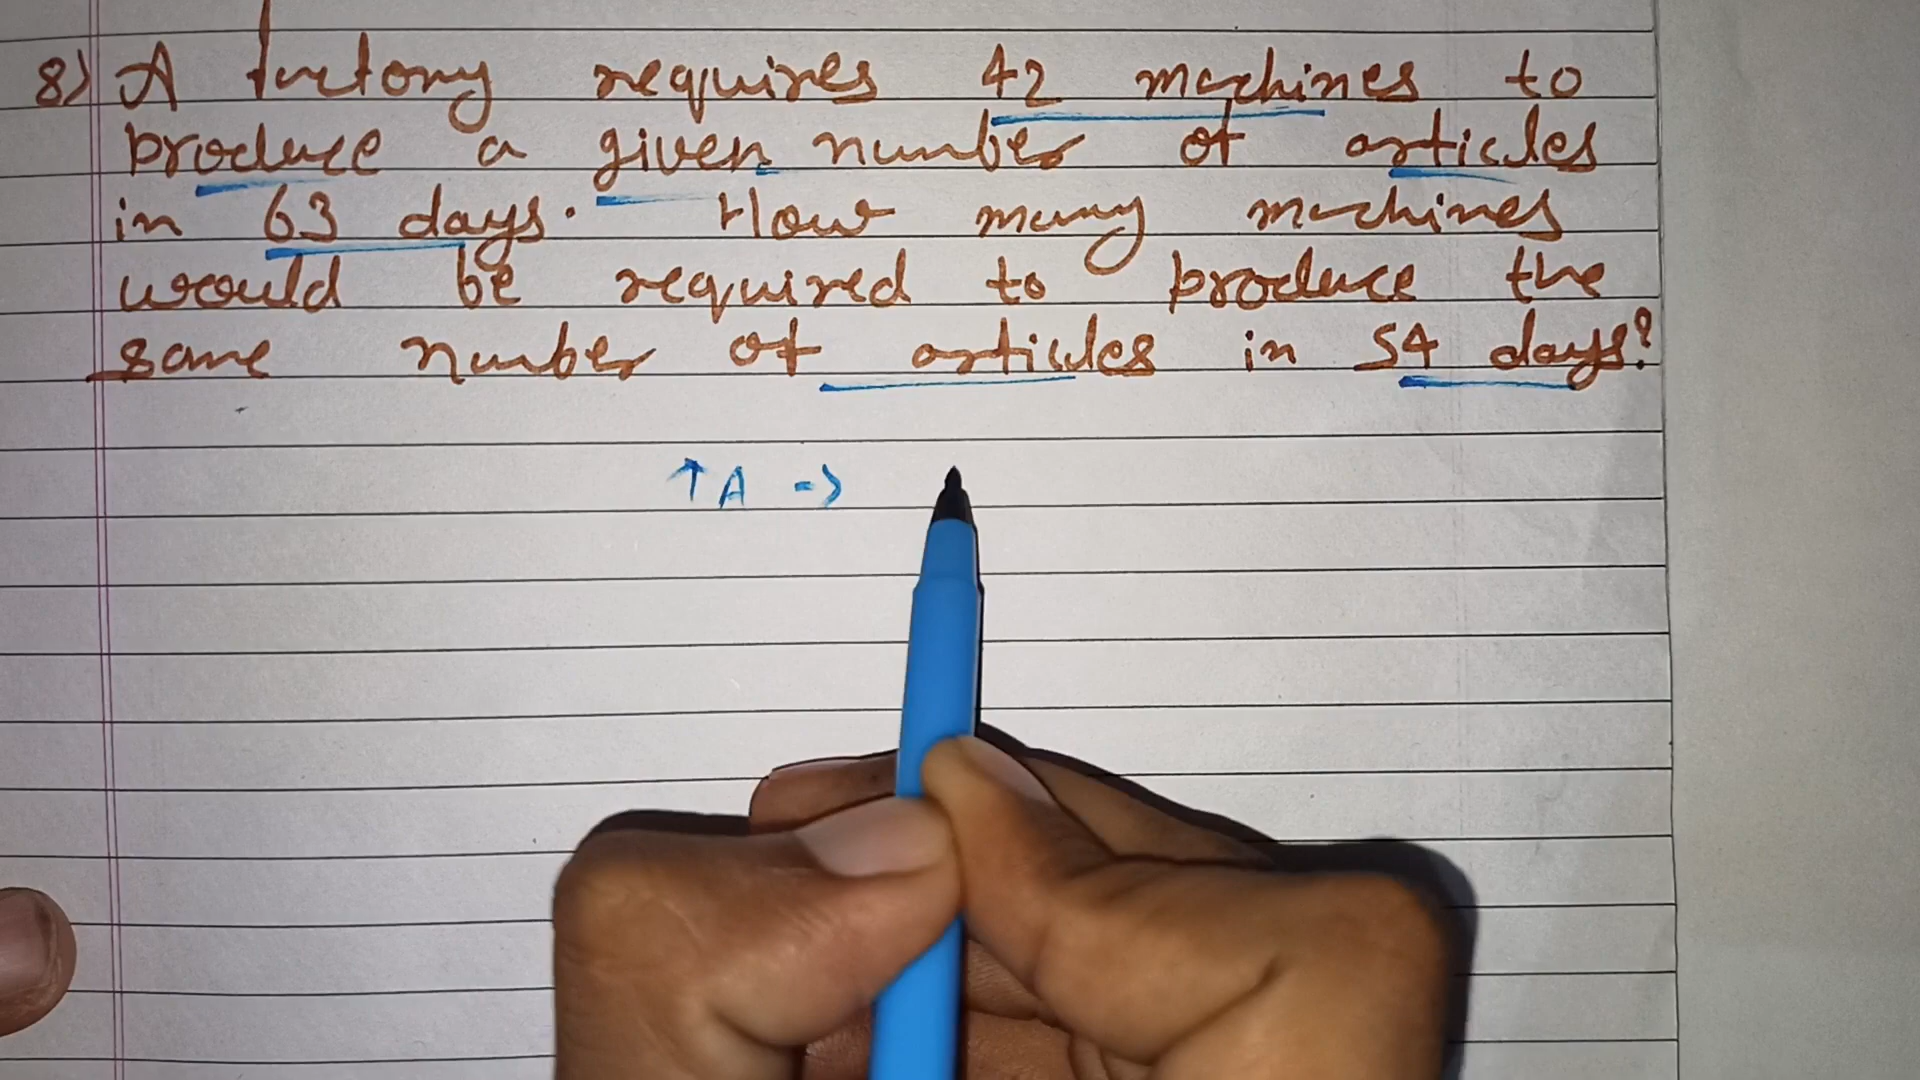 8) A factory requires 42 machines to
produce a given number of articles
in 63 days. How many machines
would be required to produce the
same number of articles in 54 days?
↑ A ->